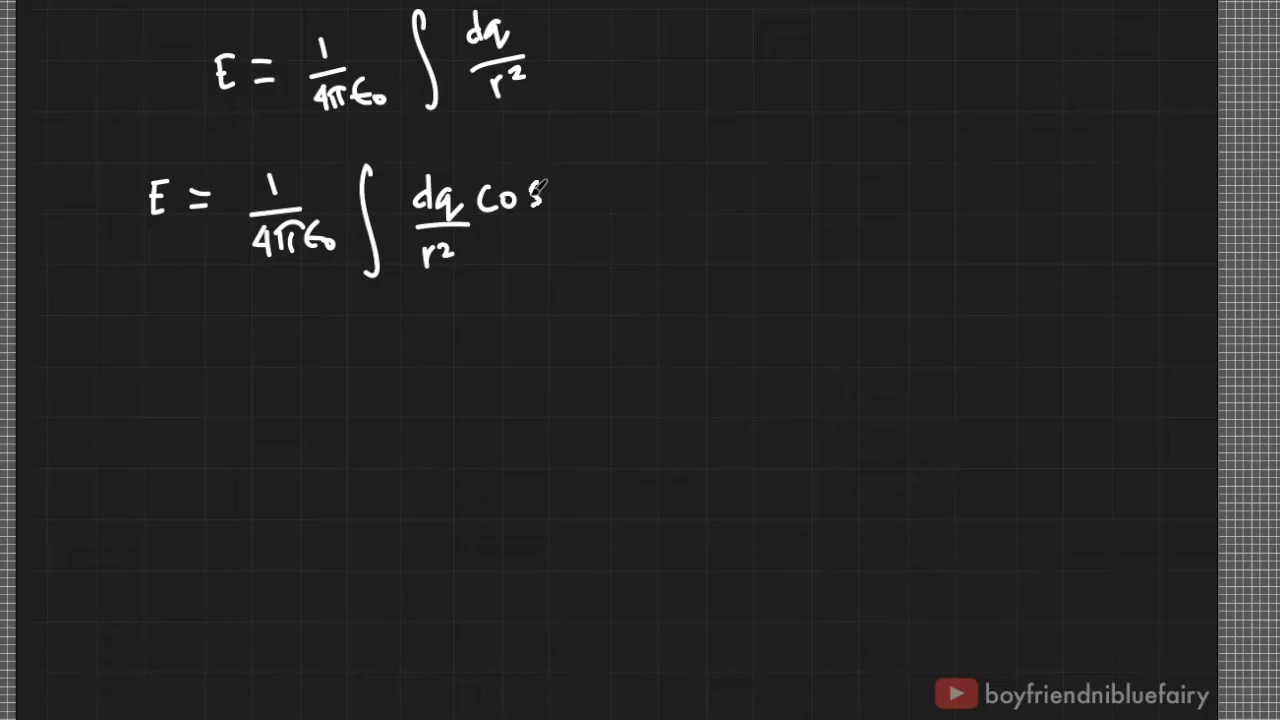 E = 1/4πϵ₀ ∫ dq/r²
E = 1/4πϵ₀ ∫ dq/r² cos
boyfriendnibluefairy